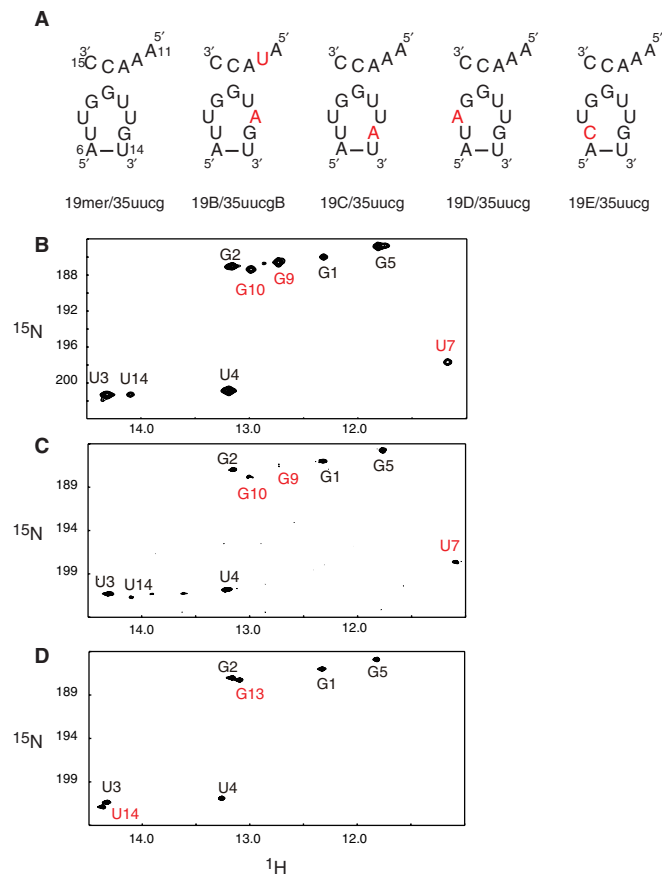 A
5′
3′ A 11
15 C C A A
G G U
U U
U G
6 A – U 14
5′ 3′
19mer/35uucg
5′
3′ U A
C C A
G G U
U A
U G
A – U
5′ 3′
19B/35uucgB
5′
3′ A
C C A A
G G U
U U
U A
A – U
5′ 3′
19C/35uucg
5′
3′ A
C C A A
G G U
A U
U G
A – U
5′ 3′
19D/35uucg
5′
3′ A
C C A A
G G U
U U
C G
A – U
5′ 3′
19E/35uucg
B
188
192
196
200
15N
G2
G10
G9
G1
G5
U7
U3
U14
U4
14.0 13.0 12.0
C
189
194
199
15N
G2
G10
G9
G1
G5
U7
U3
U14
U4
14.0 13.0 12.0
D
189
194
199
15N
G2
G13
G1
G5
U3
U4
U14
14.0 13.0 12.0
1H